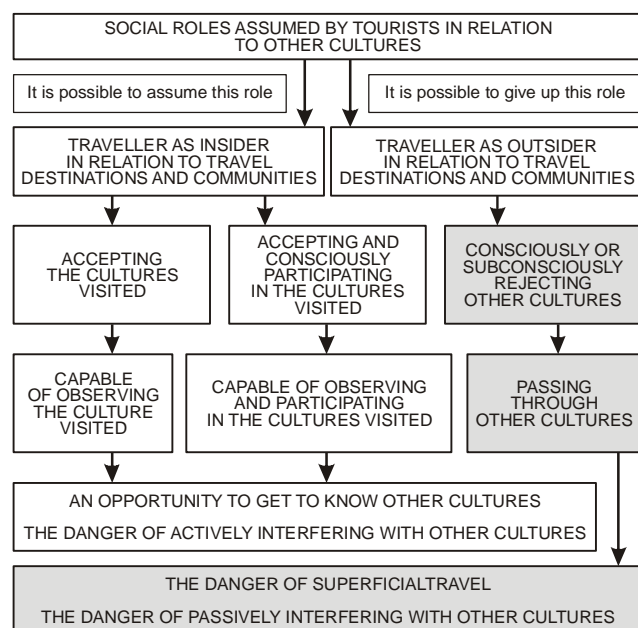 SOCIAL ROLES ASSUMED BY TOURISTS IN RELATION
TO OTHER CULTURES
It is possible to assume this role
It is possible to give up this role
TRAVELLER AS INSIDER
IN RELATION TO TRAVEL
DESTINATIONS AND COMMUNITIES
TRAVELLER AS OUTSIDER
IN RELATION TO TRAVEL
DESTINATIONS AND COMMUNITIES
ACCEPTING
THE CULTURES
VISITED
ACCEPTING AND
CONSCIOUSLY
PARTICIPATING
IN THE CULTURES
VISITED
CONSCIOUSLY OR
SUBCONSCIOUSLY
REJECTING
OTHER CULTURES
CAPABLE
OF OBSERVING
THE CULTURE
VISITED
CAPABLE OF OBSERVING
AND PARTICIPATING
IN THE CULTURES VISITED
PASSING
THROUGH
OTHER CULTURES
AN OPPORTUNITY TO GET TO KNOW OTHER CULTURES
THE DANGER OF ACTIVELY INTERFERING WITH OTHER CULTURES
THE DANGER OF SUPERFICIALTRAVEL
THE DANGER OF PASSIVELY INTERFERING WITH OTHER CULTURES